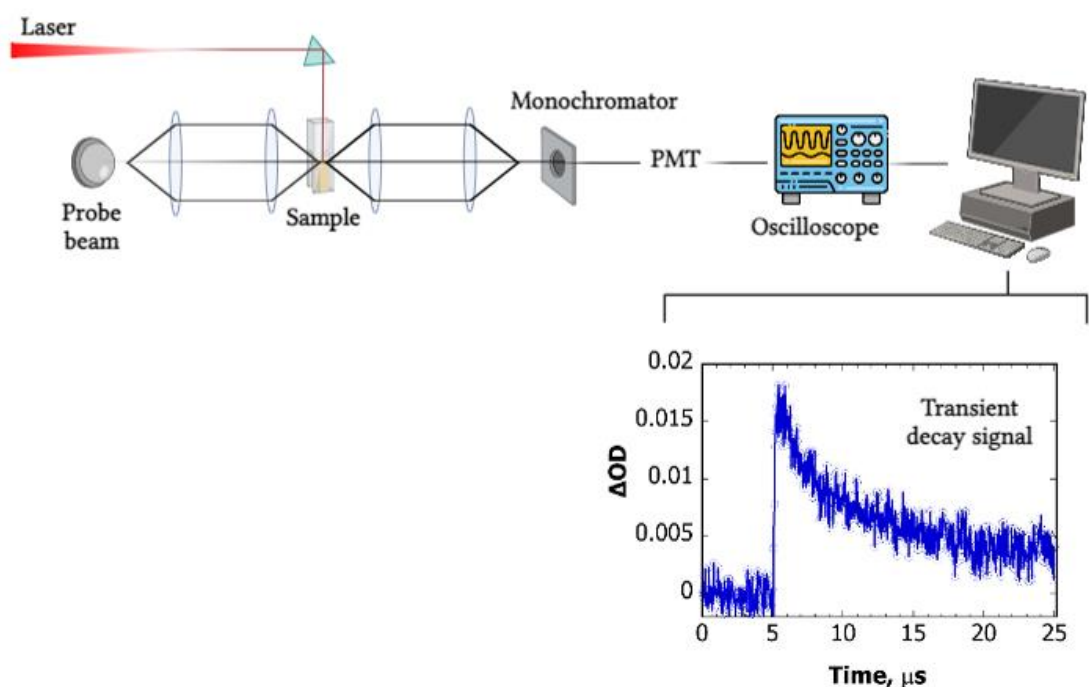 Laser
Monochromator
PMT
Probe
beam
Sample
Oscilloscope
0.02
0.015
0.01
0.005
0
ΔOD
Transient
decay signal
0
5
10
15
20
25
Time, μs